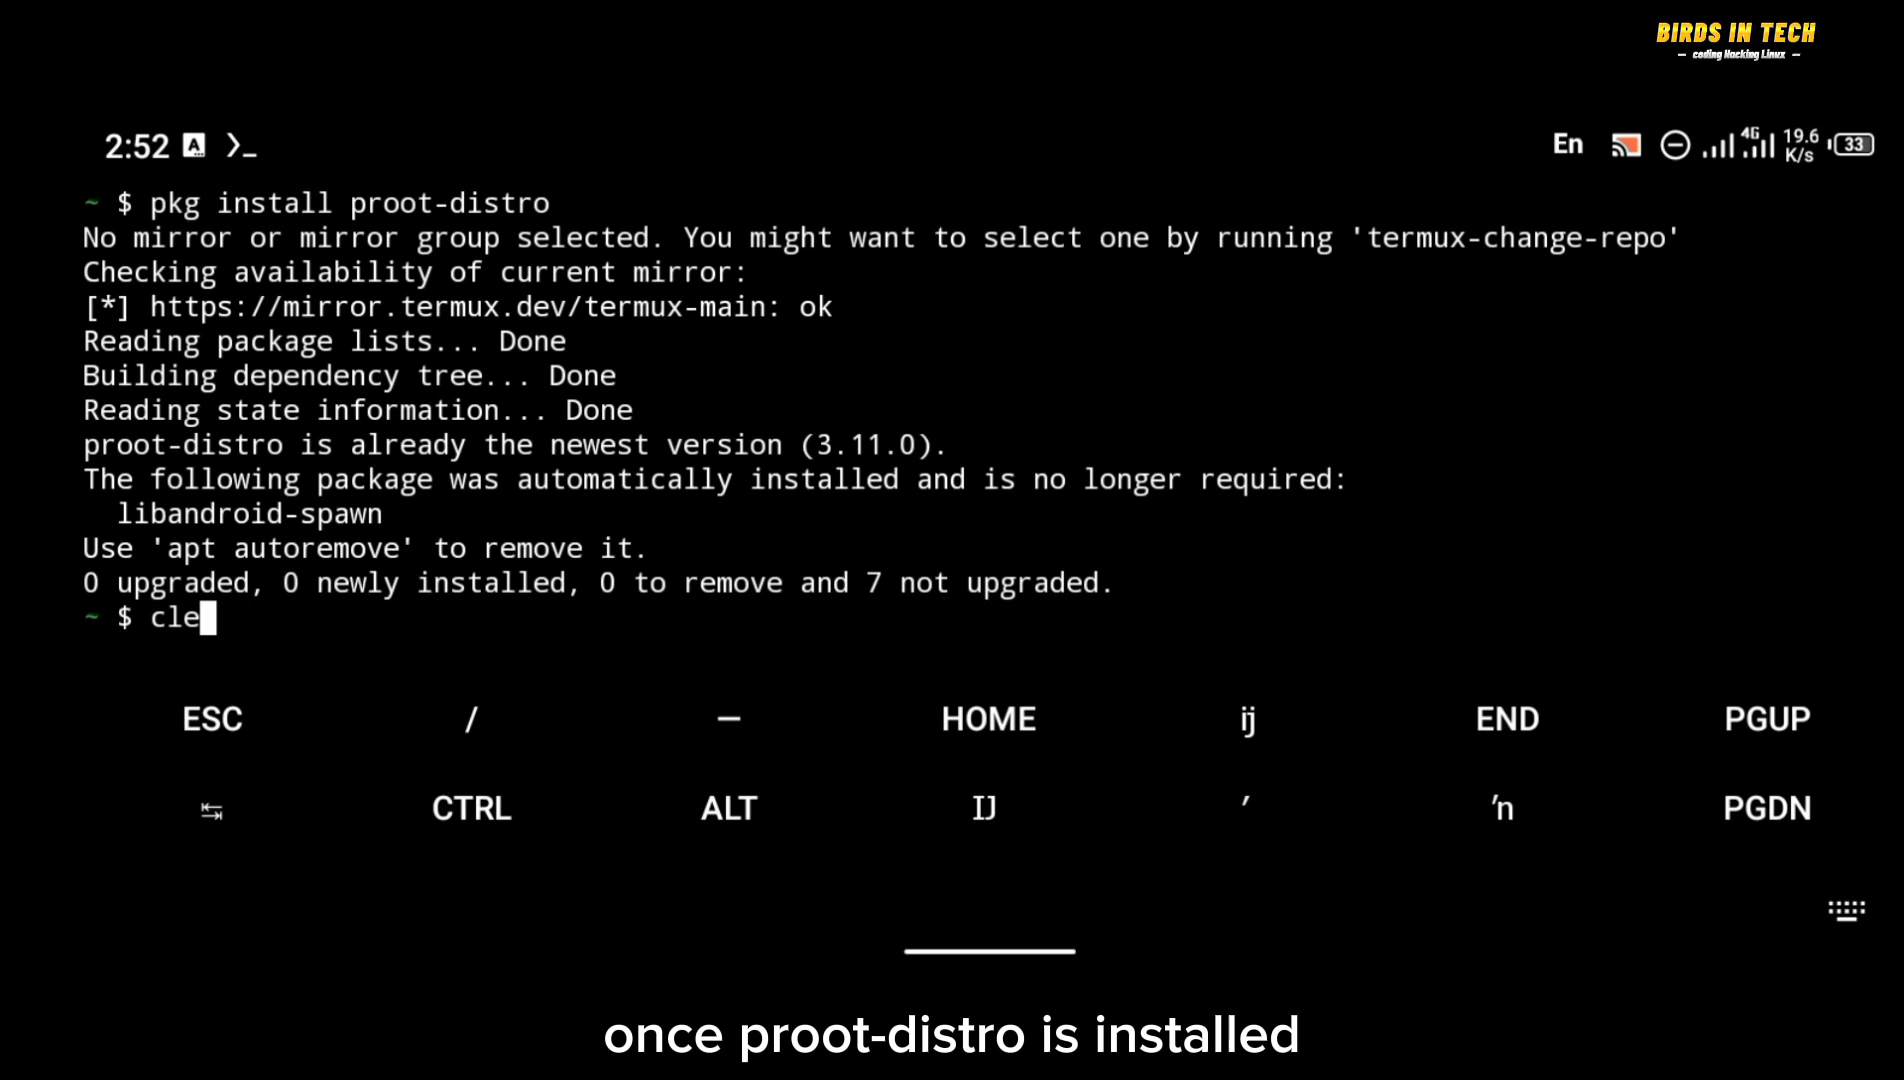 BIRDS IN TECH
– coding Hacking Linux –
2:52 A >_ En 4G 19.6 K/s 33
~ $ pkg install proot-distro
No mirror or mirror group selected. You might want to select one by running 'termux-change-repo'
Checking availability of current mirror:
[*] https://mirror.termux.dev/termux-main: ok
Reading package lists... Done
Building dependency tree... Done
Reading state information... Done
proot-distro is already the newest version (3.11.0).
The following package was automatically installed and is no longer required:
  libandroid-spawn
Use 'apt autoremove' to remove it.
0 upgraded, 0 newly installed, 0 to remove and 7 not upgraded.
~ $ cle
ESC / — HOME ĳ END PGUP
↹ CTRL ALT Ĳ ′ ŉ PGDN
once proot-distro is installed